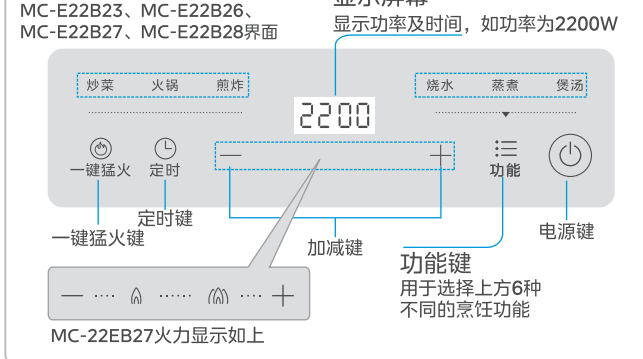 MC-E22B23、MC-E22B26、
MC-E22B27、MC-E22B28界面
显示屏幕
显示功率及时间，如功率为2200W
炒菜 火锅 煎炸
烧水 蒸煮 煲汤
2200
一键猛火 定时
功能
定时键
一键猛火键
加减键
电源键
功能键
用于选择上方6种
不同的烹饪功能
MC-22EB27火力显示如上